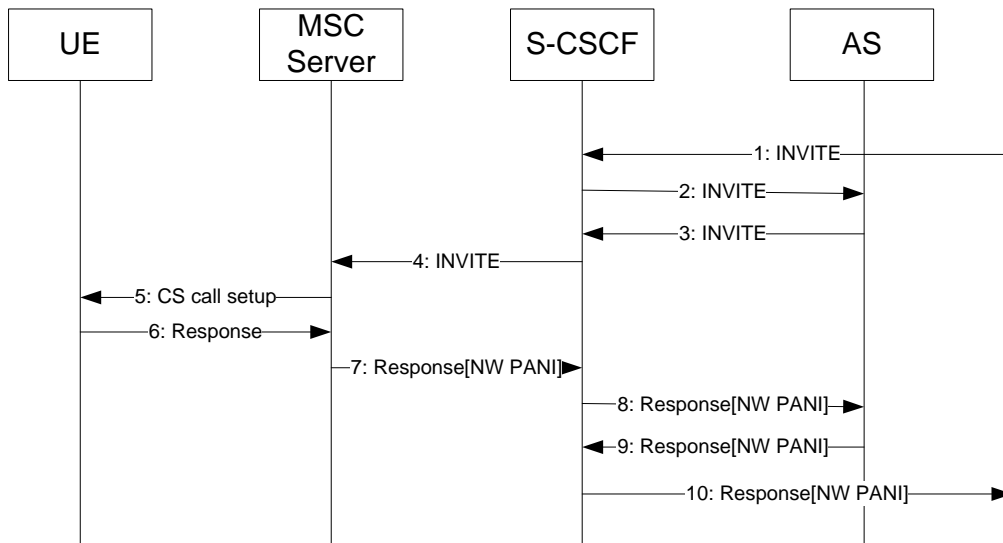 UE
MSC
Server
S-CSCF
AS
1: INVITE
2: INVITE
3: INVITE
4: INVITE
5: CS call setup
6: Response
7: Response[NW PANI]
8: Response[NW PANI]
9: Response[NW PANI]
10: Response[NW PANI]